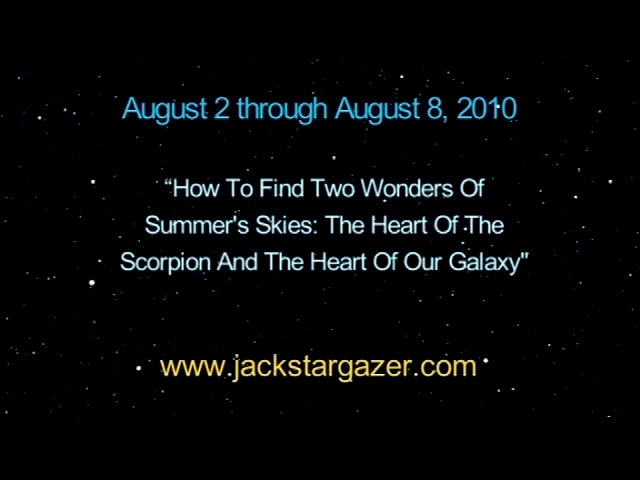 August 2 through August 8, 2010
“How To Find Two Wonders Of
Summer's Skies: The Heart Of The
Scorpion And The Heart Of Our Galaxy"
www.jackstargazer.com